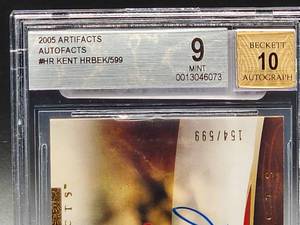 2005 ARTIFACTS
AUTOFACTS
#HR KENT HRBEK/599
9
MINT
0013046073
BECKETT
10
AUTOGRAPH
154/599